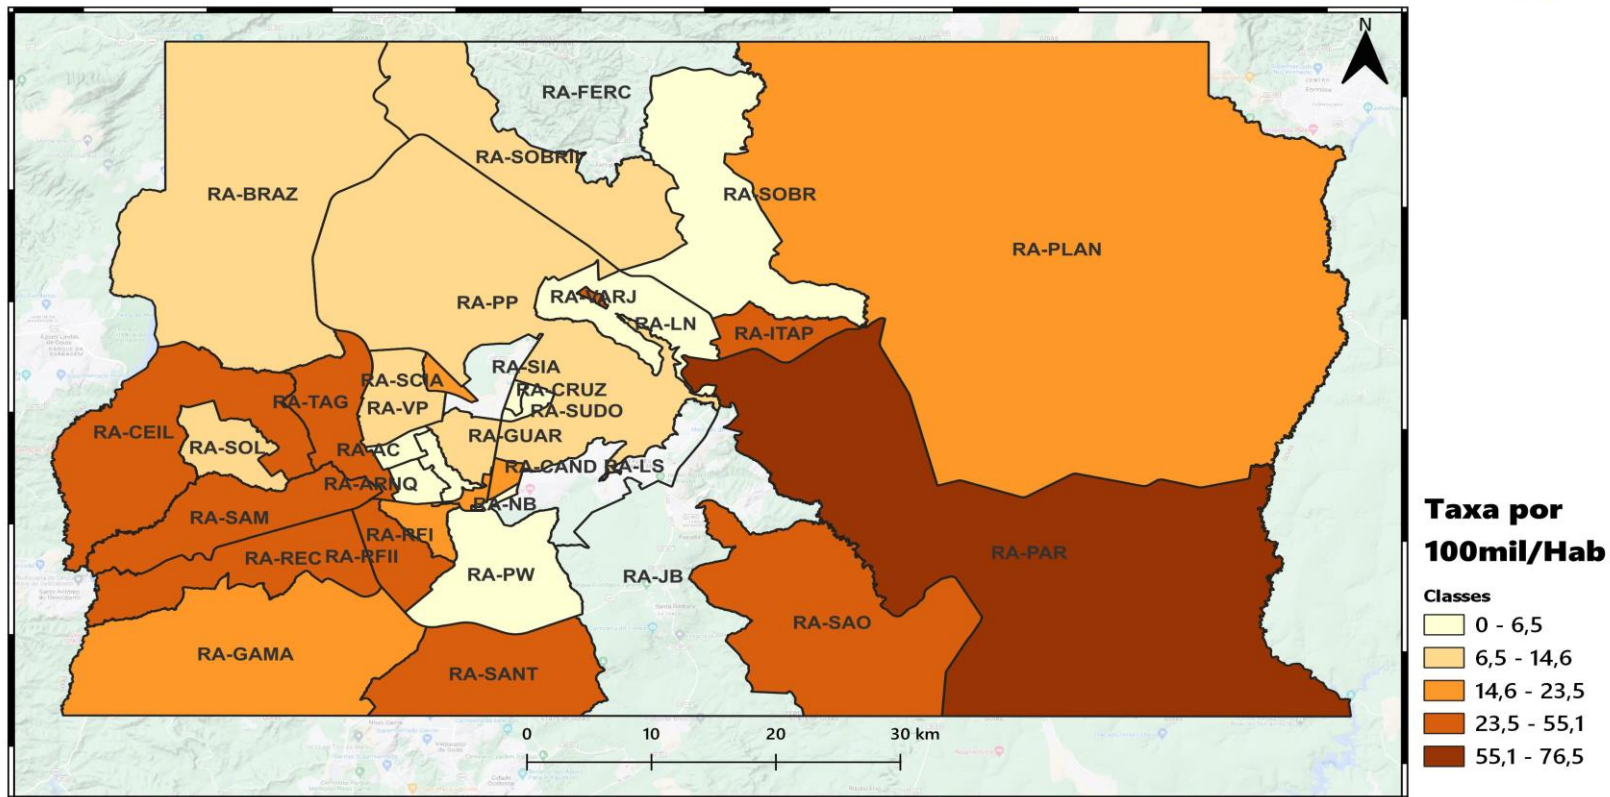 N
RA-FERC
RA-SOBRII
RA-BRAZ
RA-SOBR
RA-PLAN
RA-PP
RA-VARJ
RA-LN
RA-ITAP
RA-SIA
RA-SCIA
RA-CRUZ
RA-TAG
RA-VP
RA-SUDO
RA-CEIL
RA-GUAR
RA-SOL
RA-AC
RA-CAND
RA-LS
RA-ARNQ
RA-NB
RA-SAM
RA-RFI
RA-REC
RA-RFII
RA-PAR
RA-PW
RA-JB
RA-SAO
RA-GAMA
RA-SANT
0 10 20 30 km
Taxa por
100mil/Hab
Classes
0 - 6,5
6,5 - 14,6
14,6 - 23,5
23,5 - 55,1
55,1 - 76,5